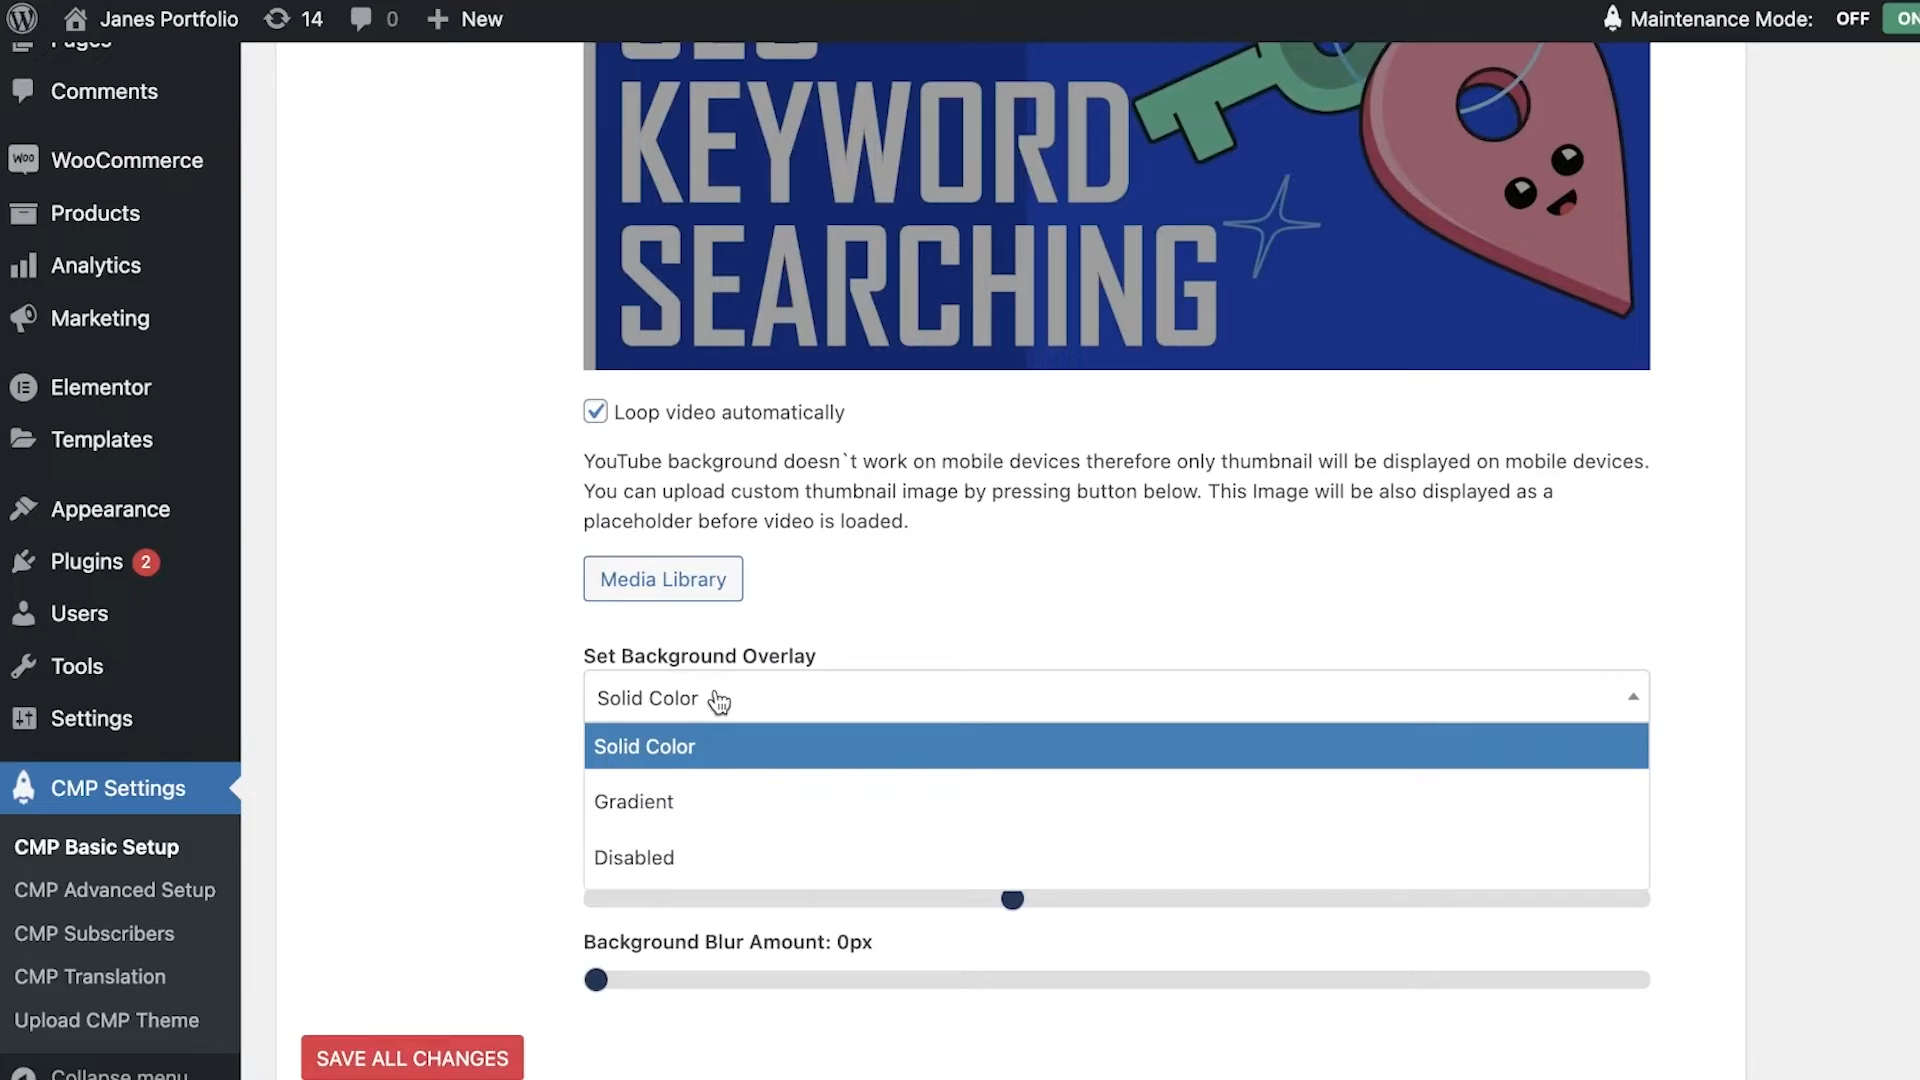 Janes Portfolio
14
0
New
Maintenance Mode:
OFF
ON
Pages
Comments
WOO
WooCommerce
Products
Analytics
Marketing
Elementor
Templates
Appearance
Plugins 2
Users
Tools
Settings
CMP Settings
CMP Basic Setup
CMP Advanced Setup
CMP Subscribers
CMP Translation
Upload CMP Theme
Collapse menu
KEYWORD
SEARCHING
Loop video automatically
YouTube background doesn`t work on mobile devices therefore only thumbnail will be displayed on mobile devices.
You can upload custom thumbnail image by pressing button below. This Image will be also displayed as a
placeholder before video is loaded.
Media Library
Set Background Overlay
Solid Color
Solid Color
Gradient
Disabled
Background Blur Amount: 0px
SAVE ALL CHANGES